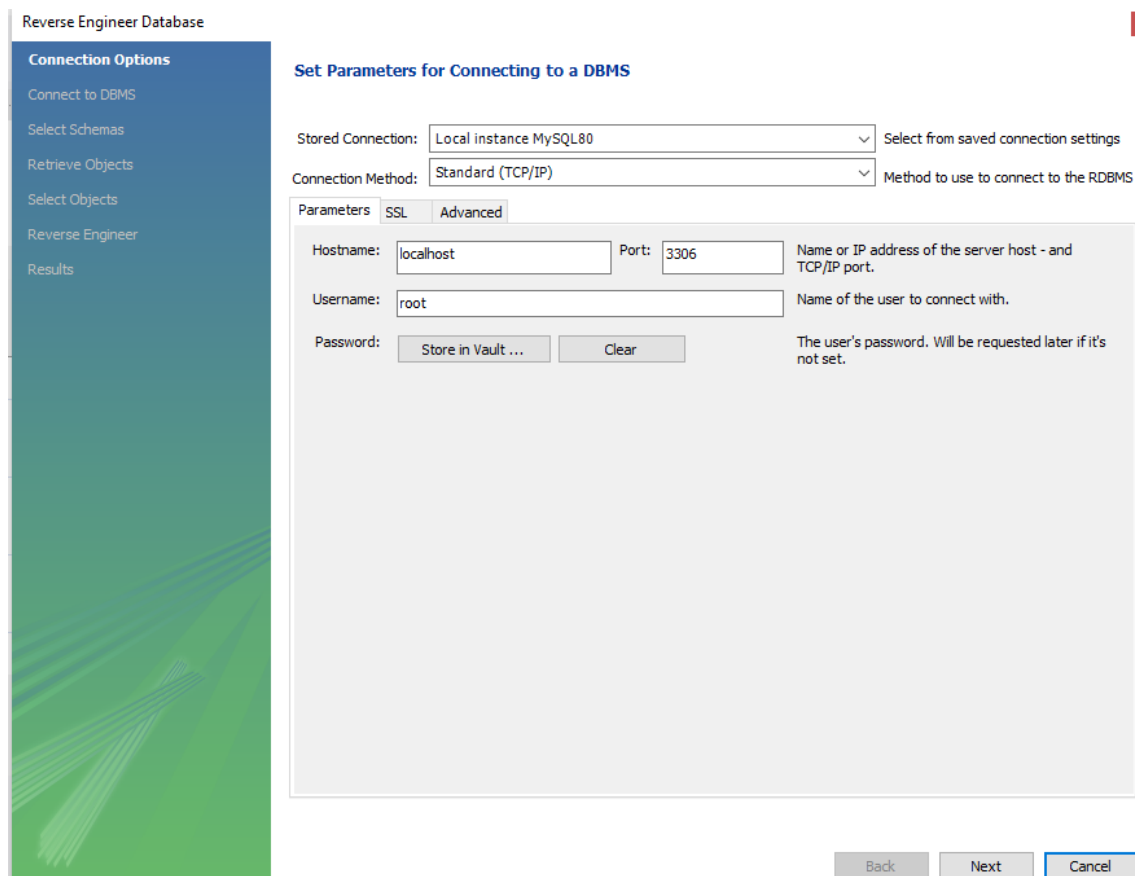 Reverse Engineer Database
Connection Options
Connect to DBMS
Select Schemas
Retrieve Objects
Select Objects
Reverse Engineer
Results
Set Parameters for Connecting to a DBMS
Stored Connection: Local instance MySQL80 Select from saved connection settings
Connection Method: Standard (TCP/IP) Method to use to connect to the RDBMS
Parameters SSL Advanced
Hostname: localhost Port: 3306 Name or IP address of the server host - and
TCP/IP port.
Username: root Name of the user to connect with.
Password: Store in Vault ... Clear The user's password. Will be requested later if it's
not set.
Back Next Cancel